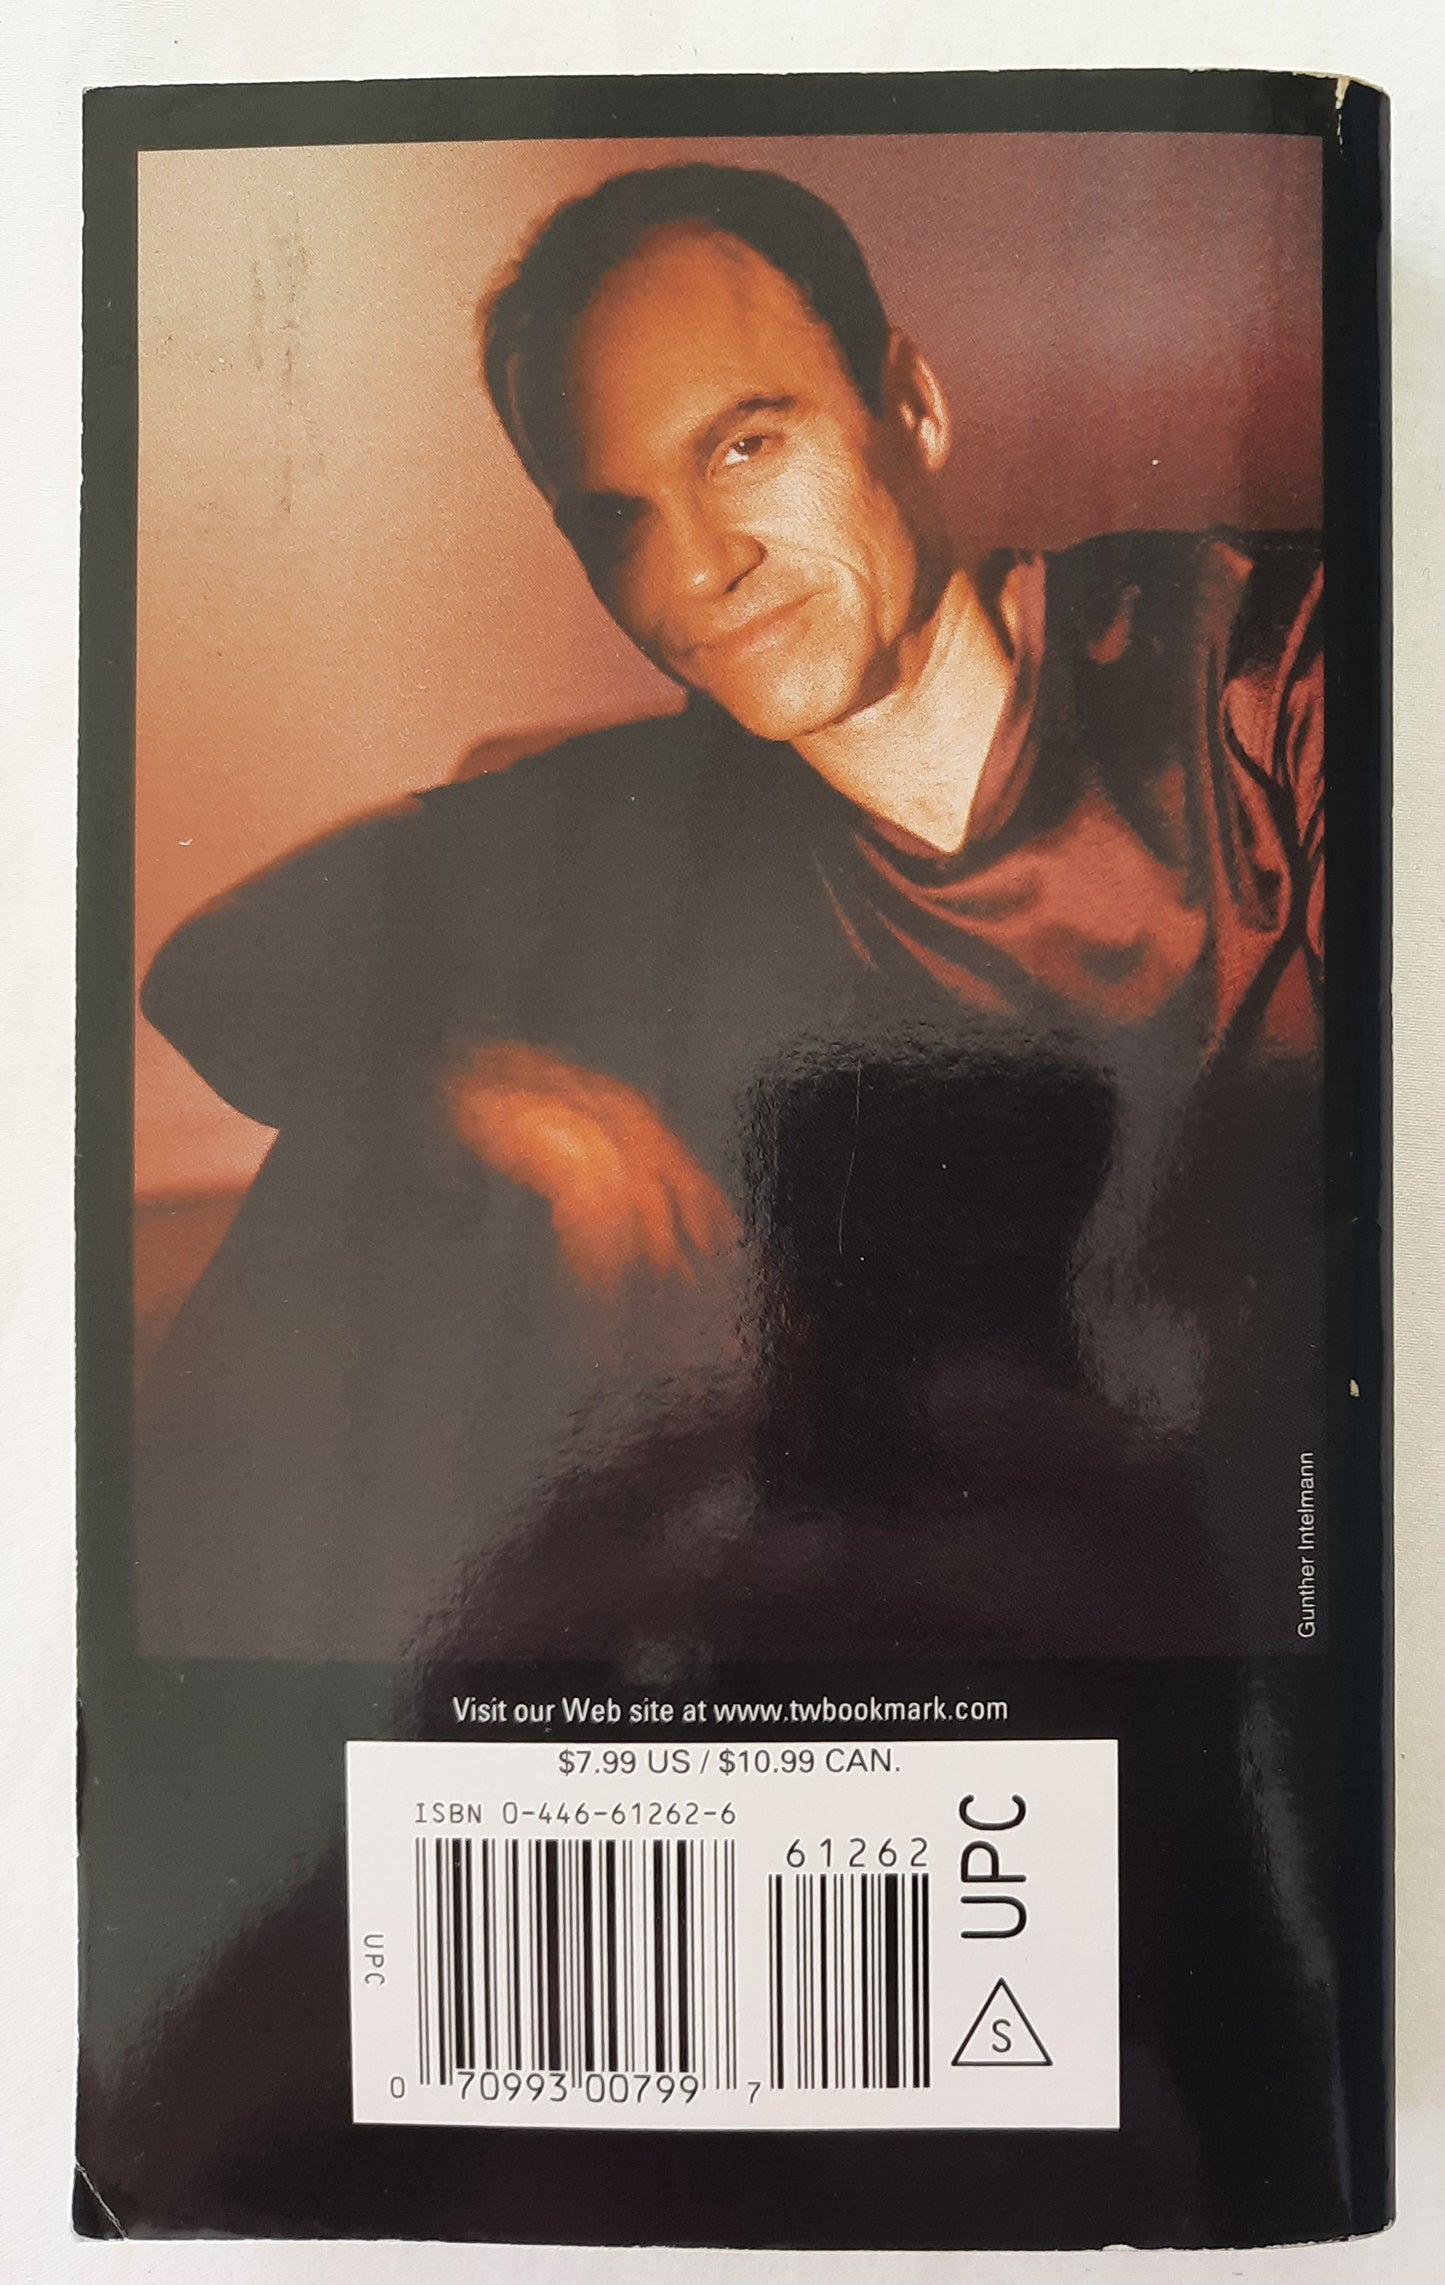 Gunther Intelmann
Visit our Web site at www.twbookmark.com
$7.99 US / $10.99 CAN.
ISBN 0-446-61262-6
61262
UPC
UPC
S
0 70993 00799 7